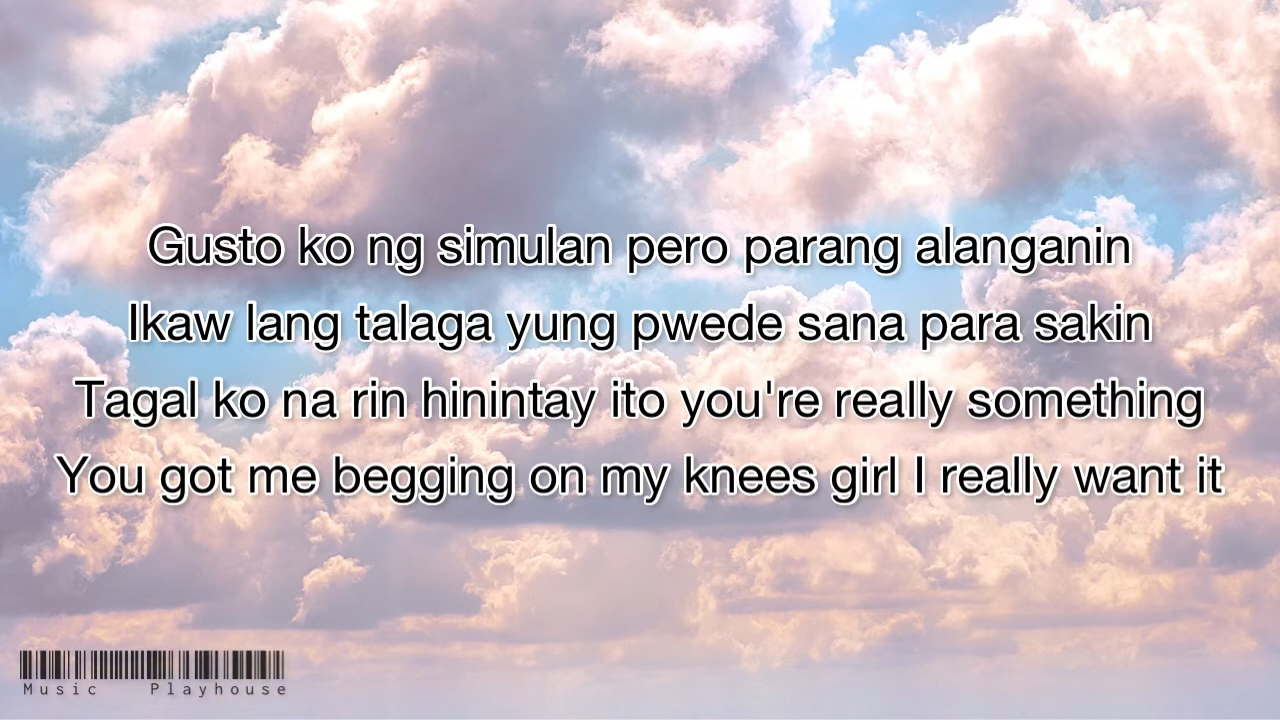 Gusto ko ng simulan pero parang alanganin
Ikaw lang talaga yung pwede sana para sakin
Tagal ko na rin hinintay ito you're really something
You got me begging on my knees girl I really want it
Music Playhouse